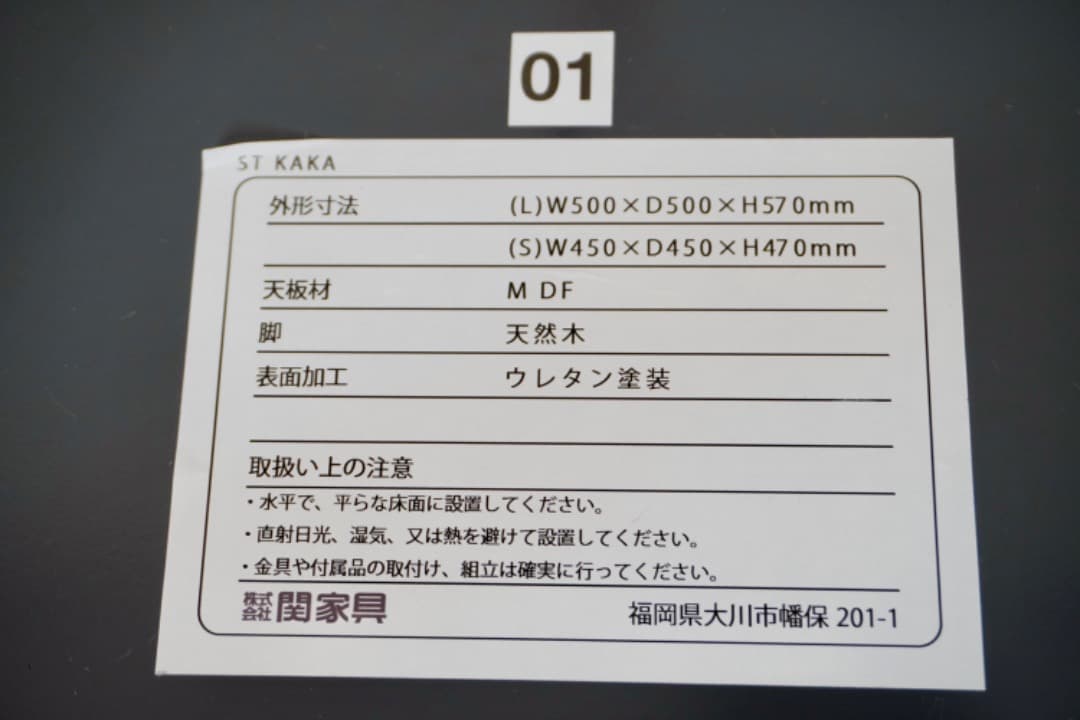 01
ST KAKA
外形寸法 (L)W500×D500×H570mm
(S)W450×D450×H470mm
天板材 MDF
脚 天然木
表面加工 ウレタン塗装
取扱い上の注意
・水平で、平らな床面に設置してください。
・直射日光、湿気、又は熱を避けて設置してください。
・金具や付属品の取付け、組立は確実に行ってください。
株式会社 関家具 福岡県大川市幡保 201-1